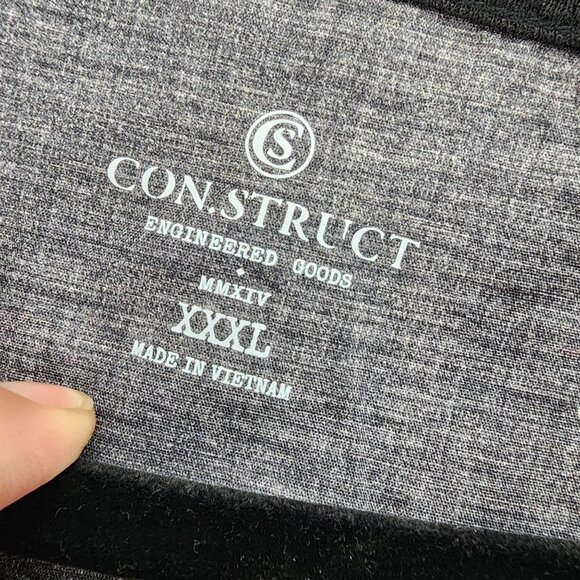 CS
CON.STRUCT
ENGINEERED GOODS
MMXIV
XXXL
MADE IN VIETNAM